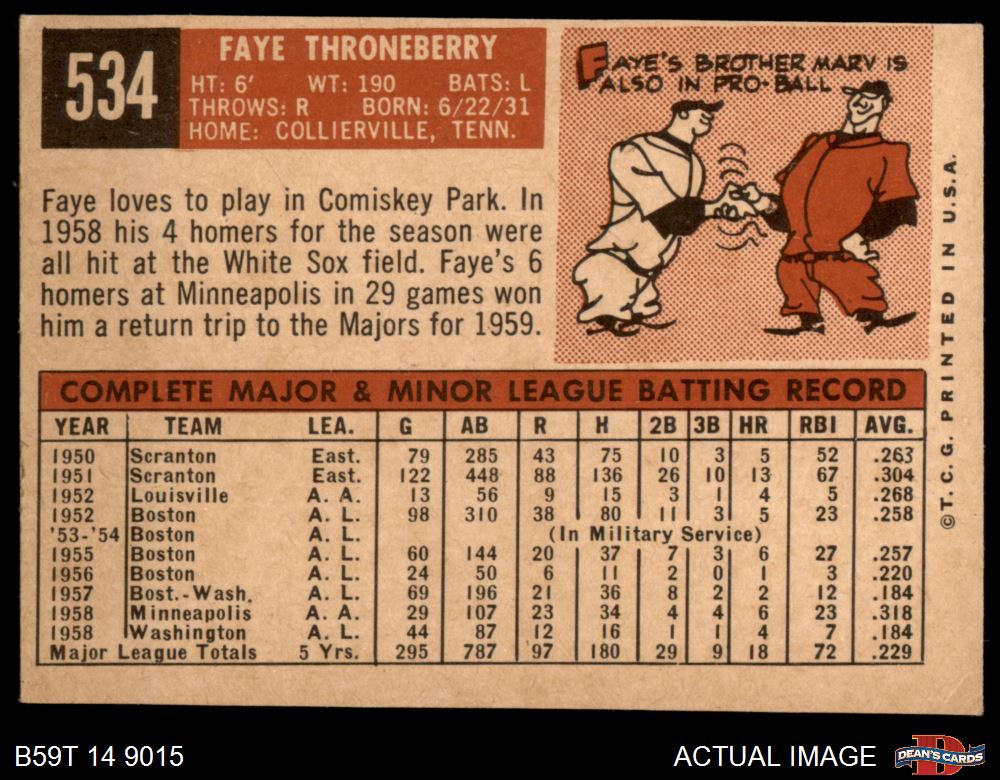 534
FAYE THRONEBERRY
HT: 6' WT: 190 BATS: L
THROWS: R BORN: 6/22/31
HOME: COLLIERVILLE, TENN.
FAYE'S BROTHER MARV IS
ALSO IN PRO-BALL
Faye loves to play in Comiskey Park. In
1958 his 4 homers for the season were
all hit at the White Sox field. Faye's 6
homers at Minneapolis in 29 games won
him a return trip to the Majors for 1959.
COMPLETE MAJOR & MINOR LEAGUE BATTING RECORD
YEAR TEAM LEA. G AB R H 2B 3B HR RBI AVG.
1950 Scranton East. 79 285 43 75 10 3 5 52 .263
1951 Scranton East. 122 448 88 136 26 10 13 67 .304
1952 Louisville A. A. 13 56 9 15 3 1 4 5 .268
1952 Boston A. L. 98 310 38 80 11 3 5 23 .258
'53-'54 Boston A. L. (In Military Service)
1955 Boston A. L. 60 144 20 37 7 3 6 27 .257
1956 Boston A. L. 24 50 6 11 2 0 1 3 .220
1957 Bost.-Wash. A. L. 69 196 21 36 8 2 2 12 .184
1958 Minneapolis A. A. 29 107 23 34 4 4 6 23 .318
1958 Washington A. L. 44 87 12 16 1 1 4 7 .184
Major League Totals 5 Yrs. 295 787 97 180 29 9 18 72 .229
©T.C.G. PRINTED IN U.S.A.
B59T 14 9015
ACTUAL IMAGE
D
DEAN'S CARDS